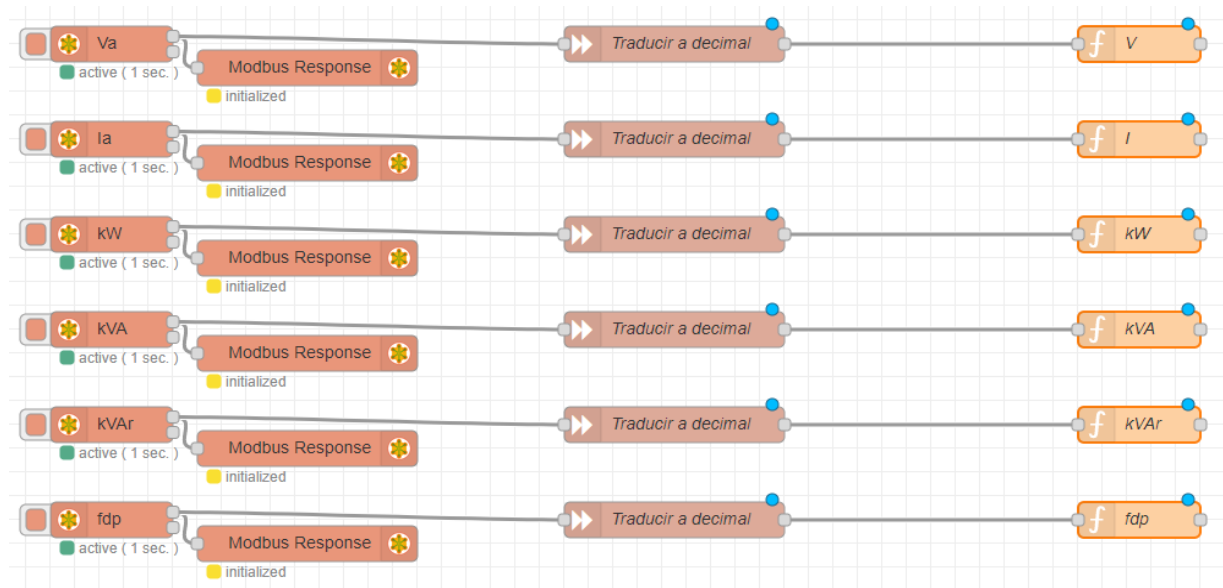 Va Traducir a decimal V
Modbus Response
active ( 1 sec. )
initialized
Ia Traducir a decimal I
Modbus Response
active ( 1 sec. )
initialized
kW Traducir a decimal kW
Modbus Response
active ( 1 sec. )
initialized
kVA Traducir a decimal kVA
Modbus Response
active ( 1 sec. )
initialized
kVAr Traducir a decimal kVAr
Modbus Response
active ( 1 sec. )
initialized
fdp Traducir a decimal fdp
Modbus Response
active ( 1 sec. )
initialized